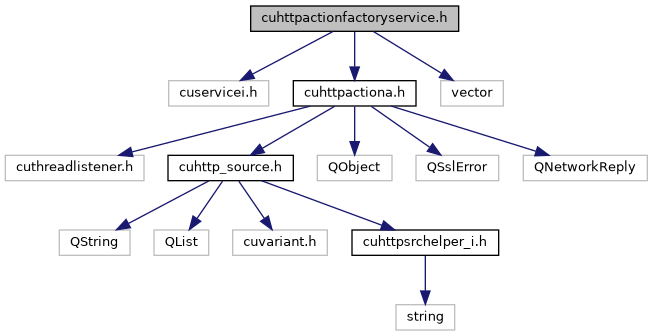 cuhttpactionfactoryservice.h
cuservicei.h
cuhttpactiona.h
vector
cuthreadlistener.h
cuhttp_source.h
QObject
QSslError
QNetworkReply
QString
QList
cuvariant.h
cuhttpsrchelper_i.h
string